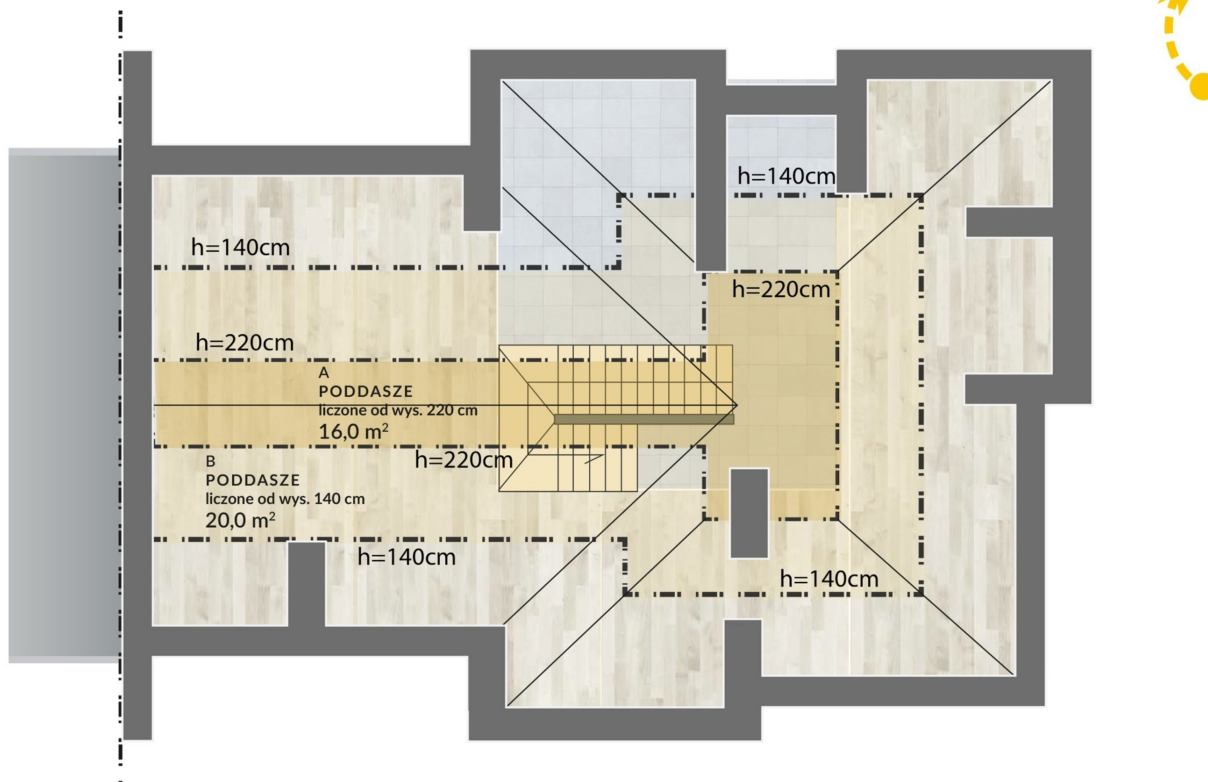 h=140cm
h=140cm
h=220cm
h=220cm
A
PODDASZE
liczone od wys. 220 cm
16,0 m²
B
PODDASZE
liczone od wys. 140 cm
20,0 m²
h=220cm
h=140cm
h=140cm